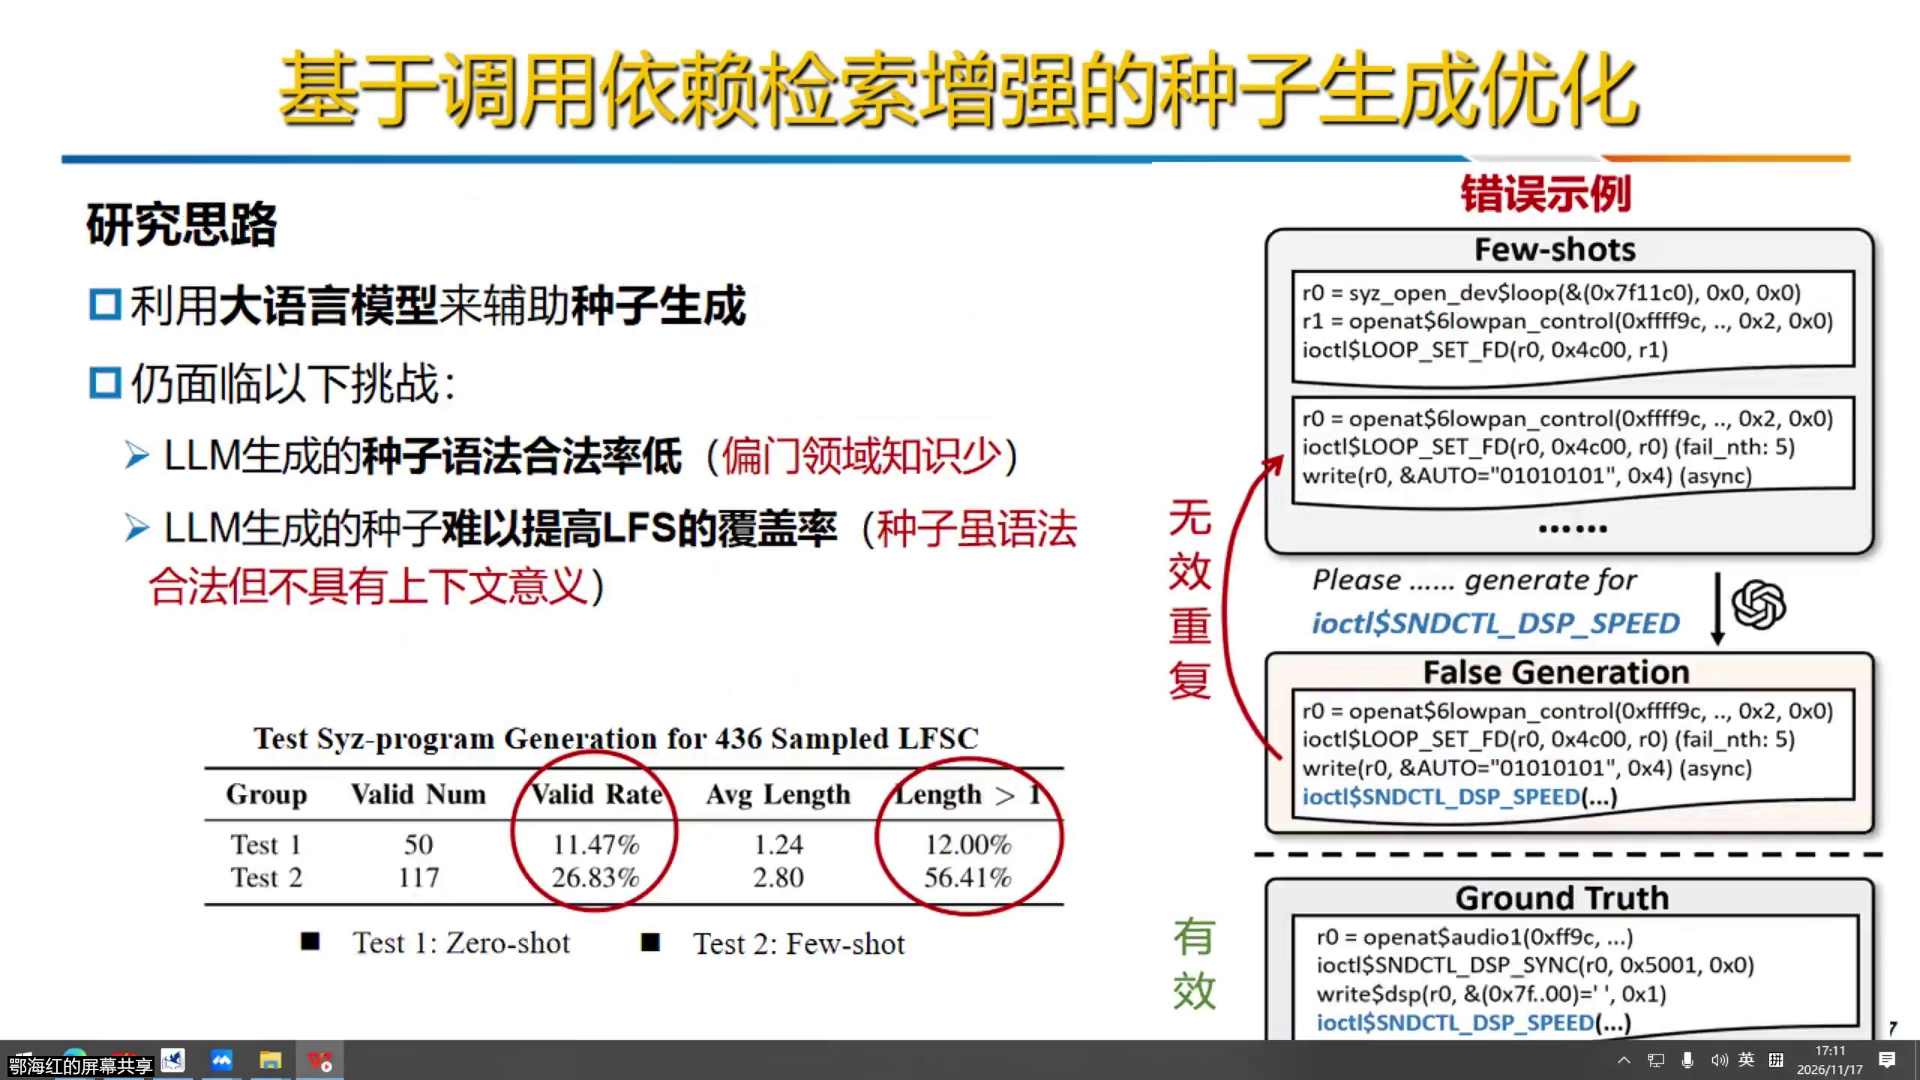 基于调用依赖检索增强的种子生成优化
研究思路
利用大语言模型来辅助种子生成
仍面临以下挑战：
LLM生成的种子语法合法率低（偏门领域知识少）
LLM生成的种子难以提高LFS的覆盖率（种子虽语法
合法但不具有上下文意义）
Test Syz-program Generation for 436 Sampled LFSC
Group Valid Num Valid Rate Avg Length Length > 1
Test 1 50 11.47% 1.24 12.00%
Test 2 117 26.83% 2.80 56.41%
Test 1: Zero-shot Test 2: Few-shot
错误示例
Few-shots
r0 = syz_open_dev$loop(&(0x7f11c0), 0x0, 0x0)
r1 = openat$6lowpan_control(0xffff9c, .., 0x2, 0x0)
ioctl$LOOP_SET_FD(r0, 0x4c00, r1)
r0 = openat$6lowpan_control(0xffff9c, .., 0x2, 0x0)
ioctl$LOOP_SET_FD(r0, 0x4c00, r0) (fail_nth: 5)
write(r0, &AUTO="01010101", 0x4) (async)
......
无效重复
Please ...... generate for
ioctl$SNDCTL_DSP_SPEED
False Generation
r0 = openat$6lowpan_control(0xffff9c, .., 0x2, 0x0)
ioctl$LOOP_SET_FD(r0, 0x4c00, r0) (fail_nth: 5)
write(r0, &AUTO="01010101", 0x4) (async)
ioctl$SNDCTL_DSP_SPEED(...)
有效
Ground Truth
r0 = openat$audio1(0xff9c, ...)
ioctl$SNDCTL_DSP_SYNC(r0, 0x5001, 0x0)
write$dsp(r0, &(0x7f..00)=' ', 0x1)
ioctl$SNDCTL_DSP_SPEED(...)
7
鄂海红的屏幕共享
英
拼
17:11
2026/11/17